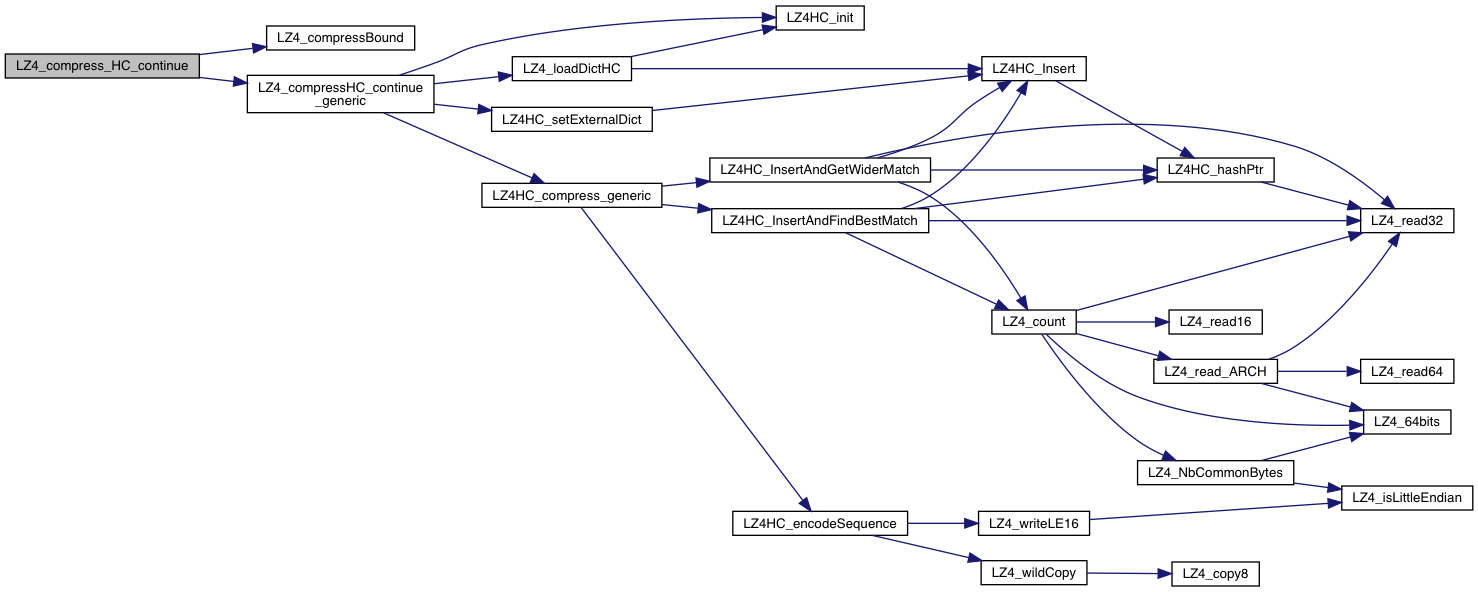 LZ4_compress_HC_continue
LZ4_compressBound
LZ4_compressHC_continue
_generic
LZ4HC_init
LZ4_loadDictHC
LZ4HC_setExternalDict
LZ4HC_compress_generic
LZ4HC_Insert
LZ4HC_InsertAndGetWiderMatch
LZ4HC_InsertAndFindBestMatch
LZ4HC_hashPtr
LZ4_read32
LZ4_count
LZ4_read16
LZ4_read_ARCH
LZ4_read64
LZ4_64bits
LZ4_NbCommonBytes
LZ4_isLittleEndian
LZ4HC_encodeSequence
LZ4_writeLE16
LZ4_wildCopy
LZ4_copy8